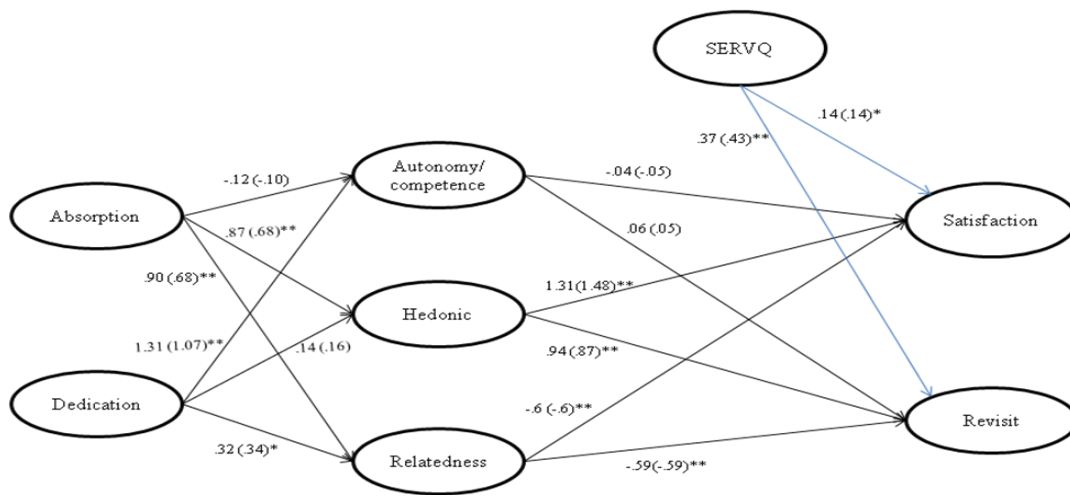 SERVQ
.14 (.14)*
.37 (.43)**
Autonomy/
competence
-.12 (-.10)
-.04 (-.05)
Absorption
Satisfaction
.87 (.68)**
.06 (.05)
.90 (.68)**
1.31(1.48)**
Hedonic
1.31 (1.07)**
.14 (.16)
.94 (.87)**
Dedication
-.6 (-.6)**
Revisit
.32 (.34)*
Relatedness
-.59(-.59)**